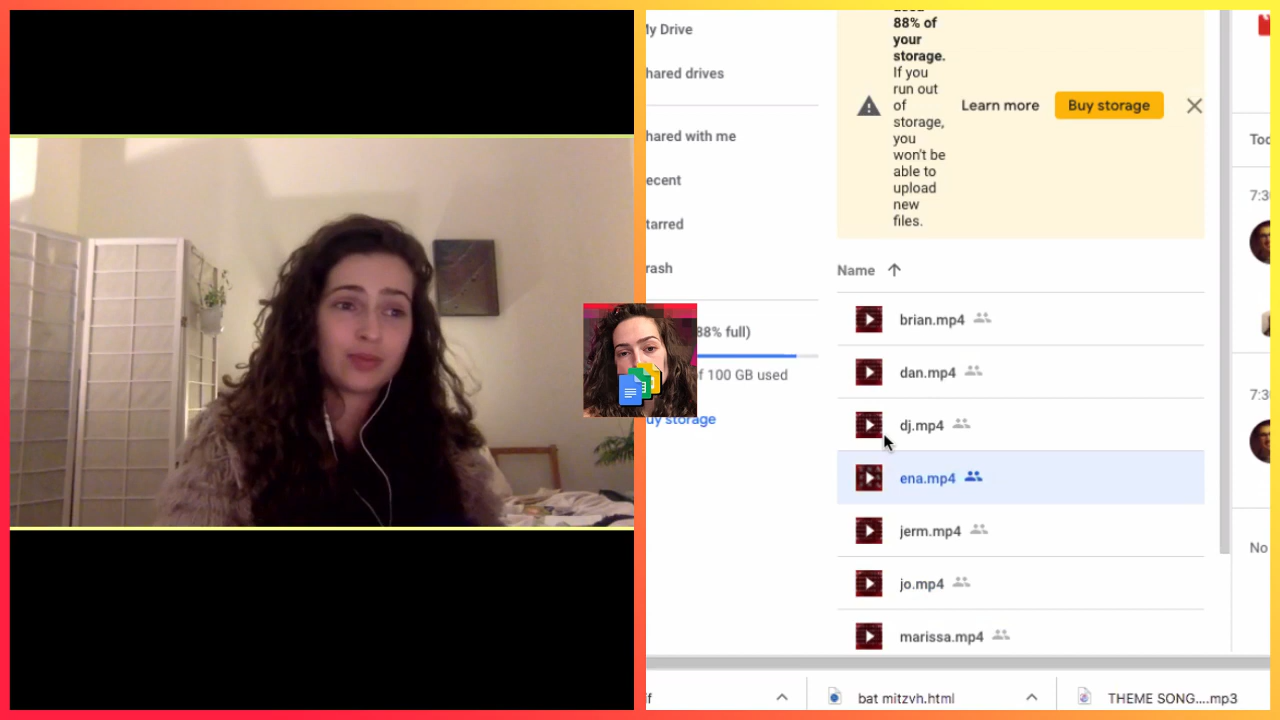 88% of
your
storage.
If you
run out
of
storage,
you
won't be
able to
upload
new
files.
Learn more
Buy storage
My Drive
hared drives
hared with me
ecent
tarred
rash
88% full)
f 100 GB used
uy storage
Name
brian.mp4
dan.mp4
dj.mp4
ena.mp4
jerm.mp4
jo.mp4
marissa.mp4
Toc
7:3
7:3
No
if
bat mitzvh.html
THEME SONG....mp3